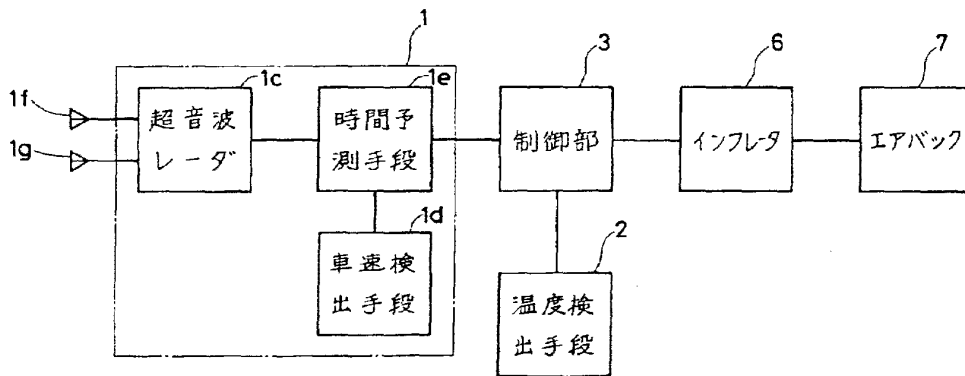 1
1c
1e
3
6
7
1f
1g
超音波
レーダ
時間予
測手段
制御部
インフレータ
エアバック
1d
2
車速検
出手段
温度検
出手段